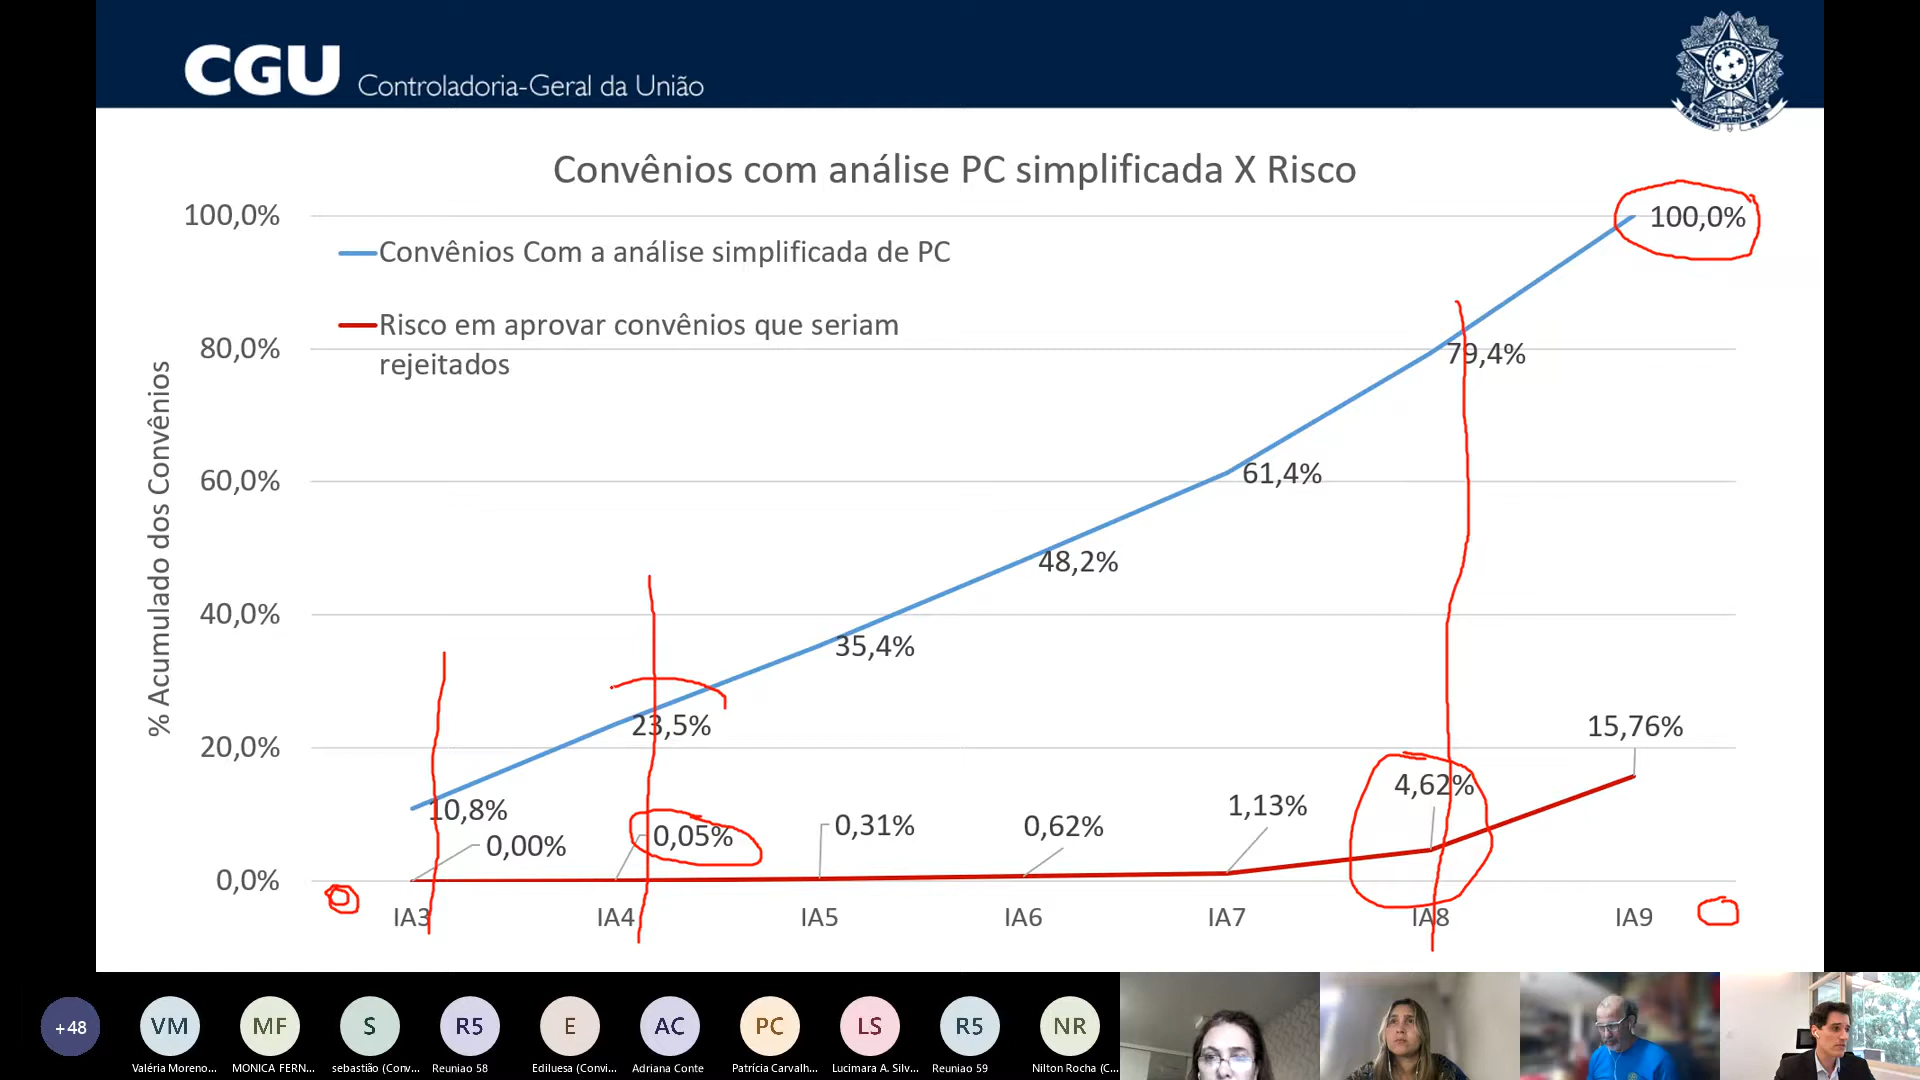 CGU Controladoria-Geral da União
Convênios com análise PC simplificada X Risco
% Acumulado dos Convênios
100,0%
80,0%
60,0%
40,0%
20,0%
0,0%
Convênios Com a análise simplificada de PC
Risco em aprovar convênios que seriam
rejeitados
100,0%
79,4%
61,4%
48,2%
35,4%
23,5%
10,8%
0,00%
0,05%
0,31%
0,62%
1,13%
4,62%
15,76%
IA3 IA4 IA5 IA6 IA7 IA8 IA9
+48 VM MF S R5 E AC PC LS R5 NR
Valéria Moreno... MONICA FERN... sebastião (Conv... Reuniao 58 Ediluesa (Convi... Adriana Conte Patrícia Carvalh... Lucimara A. Silv... Reuniao 59 Nilton Rocha (C...